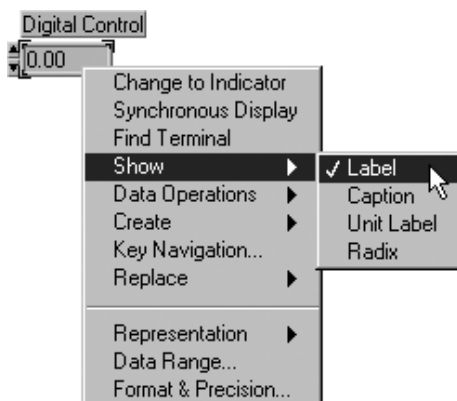 Digital Control
0.00
Change to Indicator
Synchronous Display
Find Terminal
Show
Data Operations
Create
Key Navigation...
Replace
Representation
Data Range...
Format & Precision...
Label
Caption
Unit Label
Radix